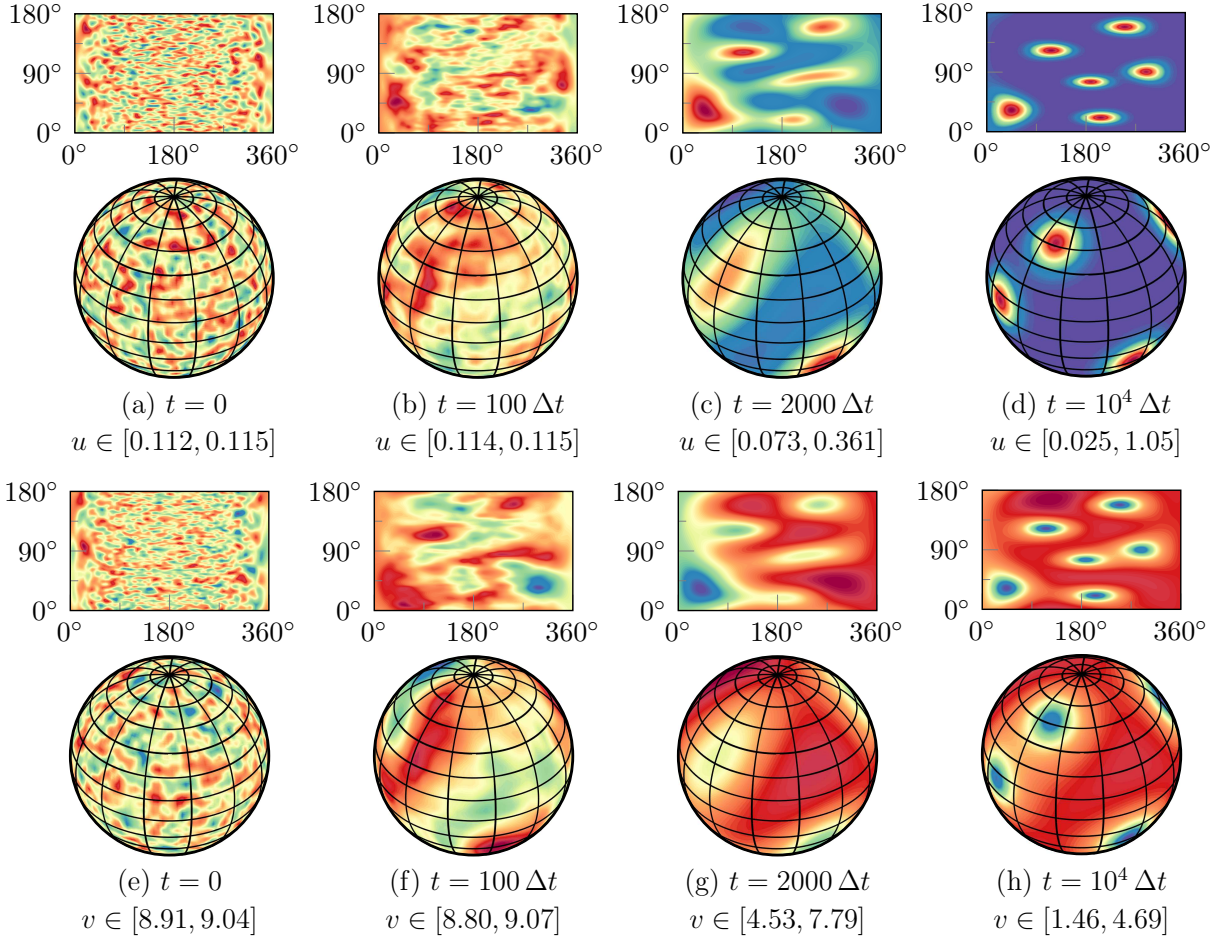 180° 180° 180° 180°
90° 90° 90° 90°
0° 0° 0° 0°
0° 180° 360° 0° 180° 360° 0° 180° 360° 0° 180° 360°
(a) t = 0 (b) t = 100 Δt (c) t = 2000 Δt (d) t = 10⁴ Δt
u ∈ [0.112, 0.115] u ∈ [0.114, 0.115] u ∈ [0.073, 0.361] u ∈ [0.025, 1.05]
180° 180° 180° 180°
90° 90° 90° 90°
0° 0° 0° 0°
0° 180° 360° 0° 180° 360° 0° 180° 360° 0° 180° 360°
(e) t = 0 (f) t = 100 Δt (g) t = 2000 Δt (h) t = 10⁴ Δt
v ∈ [8.91, 9.04] v ∈ [8.80, 9.07] v ∈ [4.53, 7.79] v ∈ [1.46, 4.69]